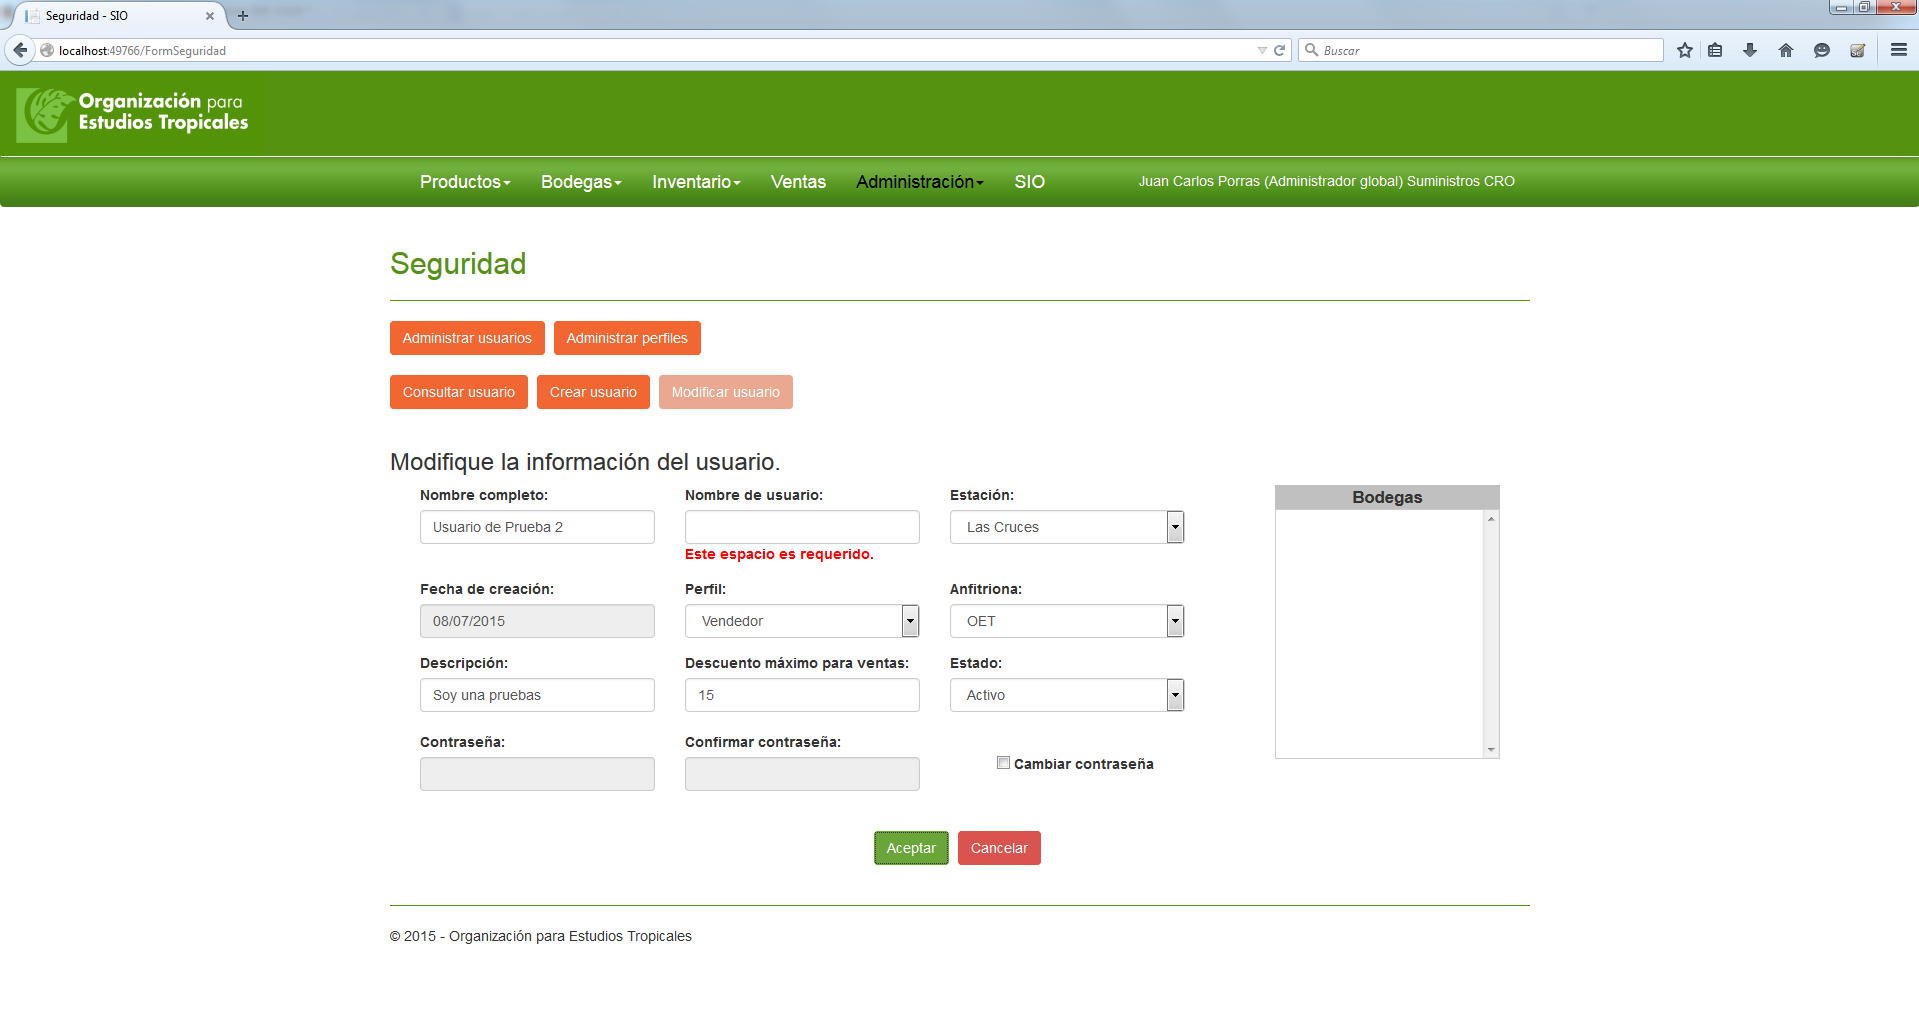 Seguridad - SIO
localhost:49766/FormSeguridad
Buscar
Organización para
Estudios Tropicales
Productos
Bodegas
Inventario
Ventas
Administración
SIO
Juan Carlos Porras (Administrador global) Suministros CRO
Seguridad
Administrar usuarios
Administrar perfiles
Consultar usuario
Crear usuario
Modificar usuario
Modifique la información del usuario.
Nombre completo:
Nombre de usuario:
Estación:
Bodegas
Usuario de Prueba 2
Las Cruces
Este espacio es requerido.
Fecha de creación:
Perfil:
Anfitriona:
08/07/2015
Vendedor
OET
Descripción:
Descuento máximo para ventas:
Estado:
Soy una pruebas
15
Activo
Contraseña:
Confirmar contraseña:
Cambiar contraseña
Aceptar
Cancelar
© 2015 - Organización para Estudios Tropicales